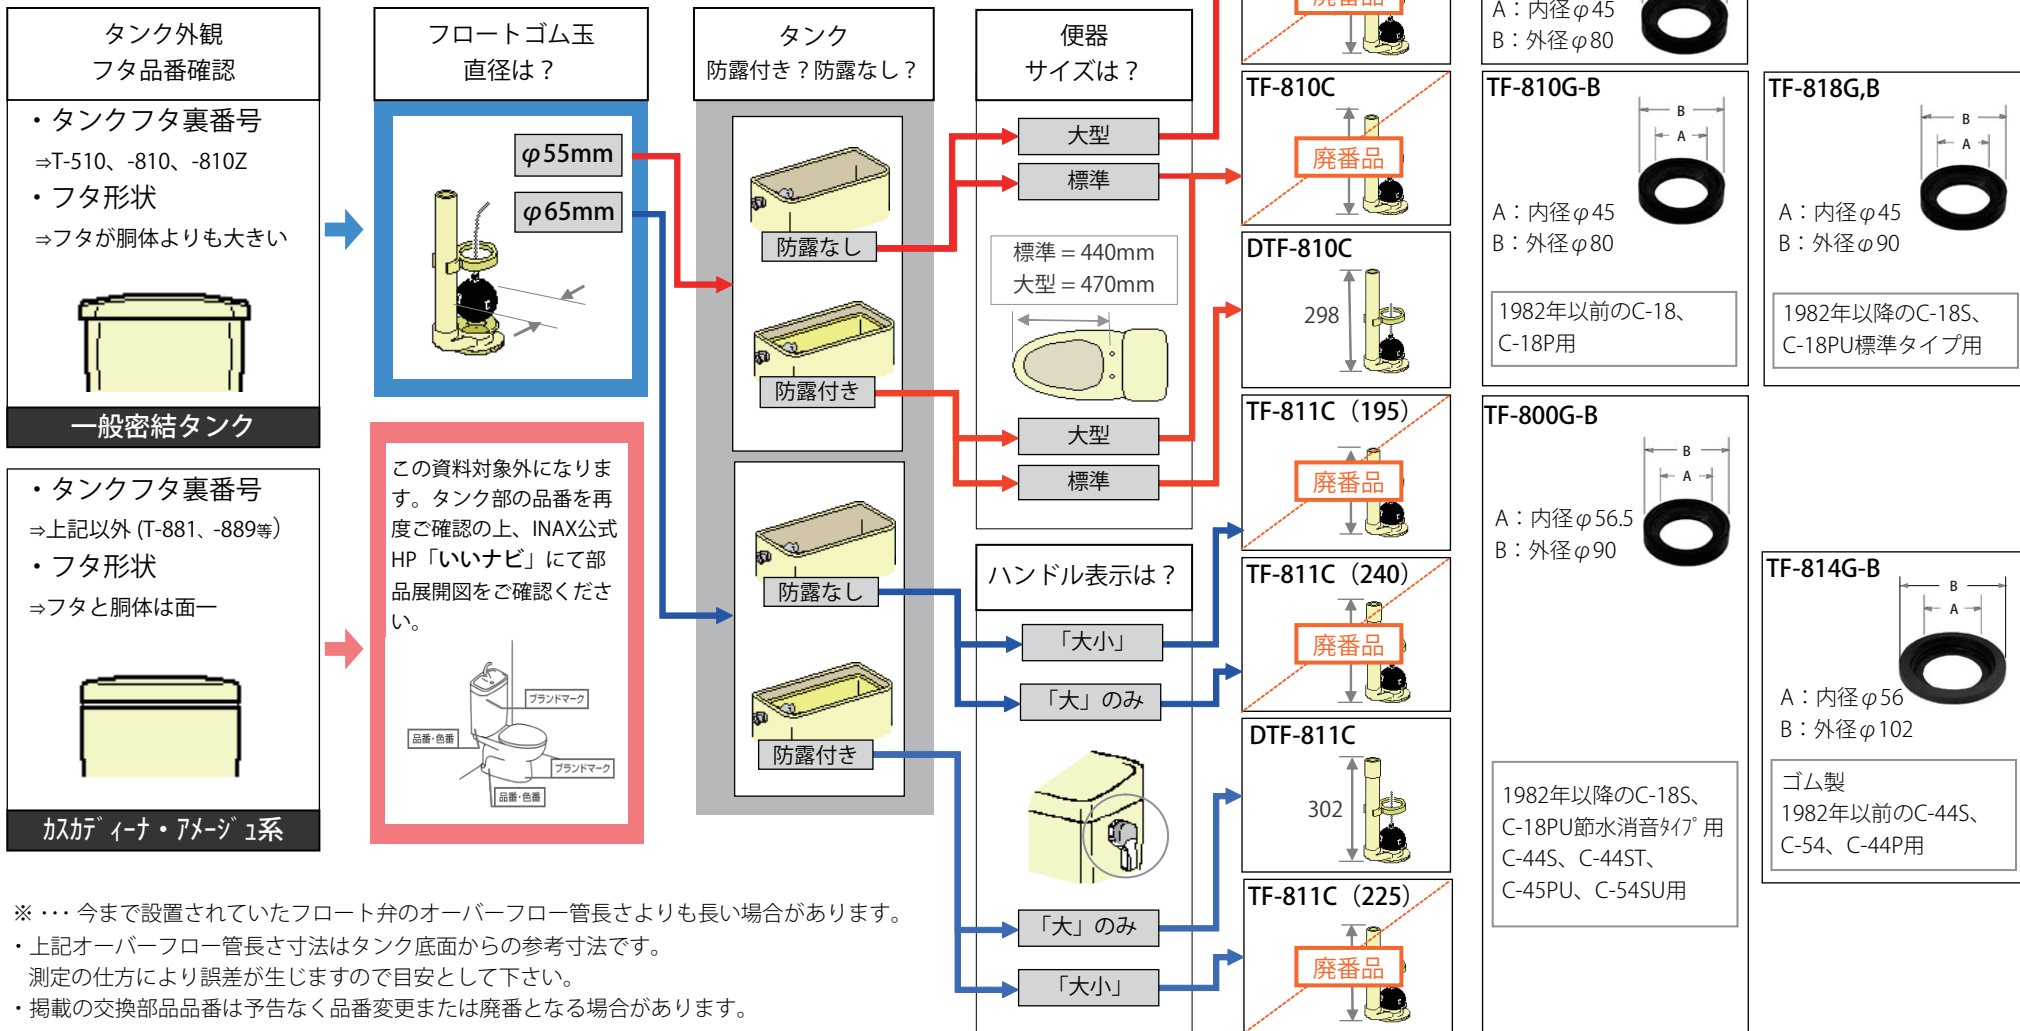 タンク外観
フタ品番確認
・タンクフタ裏番号
⇒T-510、-810、-810Z
・フタ形状
⇒フタが胴体よりも大きい
一般密結タンク
・タンクフタ裏番号
⇒上記以外 (T-881、-889等)
・フタ形状
⇒フタと胴体は面一
ｶｽｶﾃﾞｨｰﾅ・ｱﾒｰｼﾞｭ系
フロートゴム玉
直径は？
φ55mm
φ65mm
この資料対象外になりま
す。タンク部の品番を再
度ご確認の上、INAX公式
HP「いいナビ」にて部
品展開図をご確認くださ
い。
ブランドマーク
品番・色番
ブランドマーク
品番・色番
タンク
防露付き？防露なし？
防露なし
防露付き
防露なし
防露付き
便器
サイズは？
大型
標準
標準＝440mm
大型＝470mm
大型
標準
ハンドル表示は？
「大小」
「大」のみ
「大」のみ
「大小」
廃番品
TF-810C
廃番品
DTF-810C
298
TF-811C（195）
廃番品
TF-811C（240）
廃番品
DTF-811C
302
TF-811C（225）
廃番品
A：内径φ45
B：外径φ80
TF-810G-B
B
A
A：内径φ45
B：外径φ80
1982年以前のC-18、
C-18P用
TF-818G,B
B
A
A：内径φ45
B：外径φ90
1982年以降のC-18S、
C-18PU標準タイプ用
TF-800G-B
B
A
A：内径φ56.5
B：外径φ90
1982年以降のC-18S、
C-18PU節水消音ﾀｲﾌﾟ用
C-44S、C-44ST、
C-45PU、C-54SU用
TF-814G-B
B
A
A：内径φ56
B：外径φ102
ゴム製
1982年以前のC-44S、
C-54、C-44P用
※･･･今まで設置されていたフロート弁のオーバーフロー管長さよりも長い場合があります。
・上記オーバーフロー管長さ寸法はタンク底面からの参考寸法です。
測定の仕方により誤差が生じますので目安として下さい。
・掲載の交換部品品番は予告なく品番変更または廃番となる場合があります。